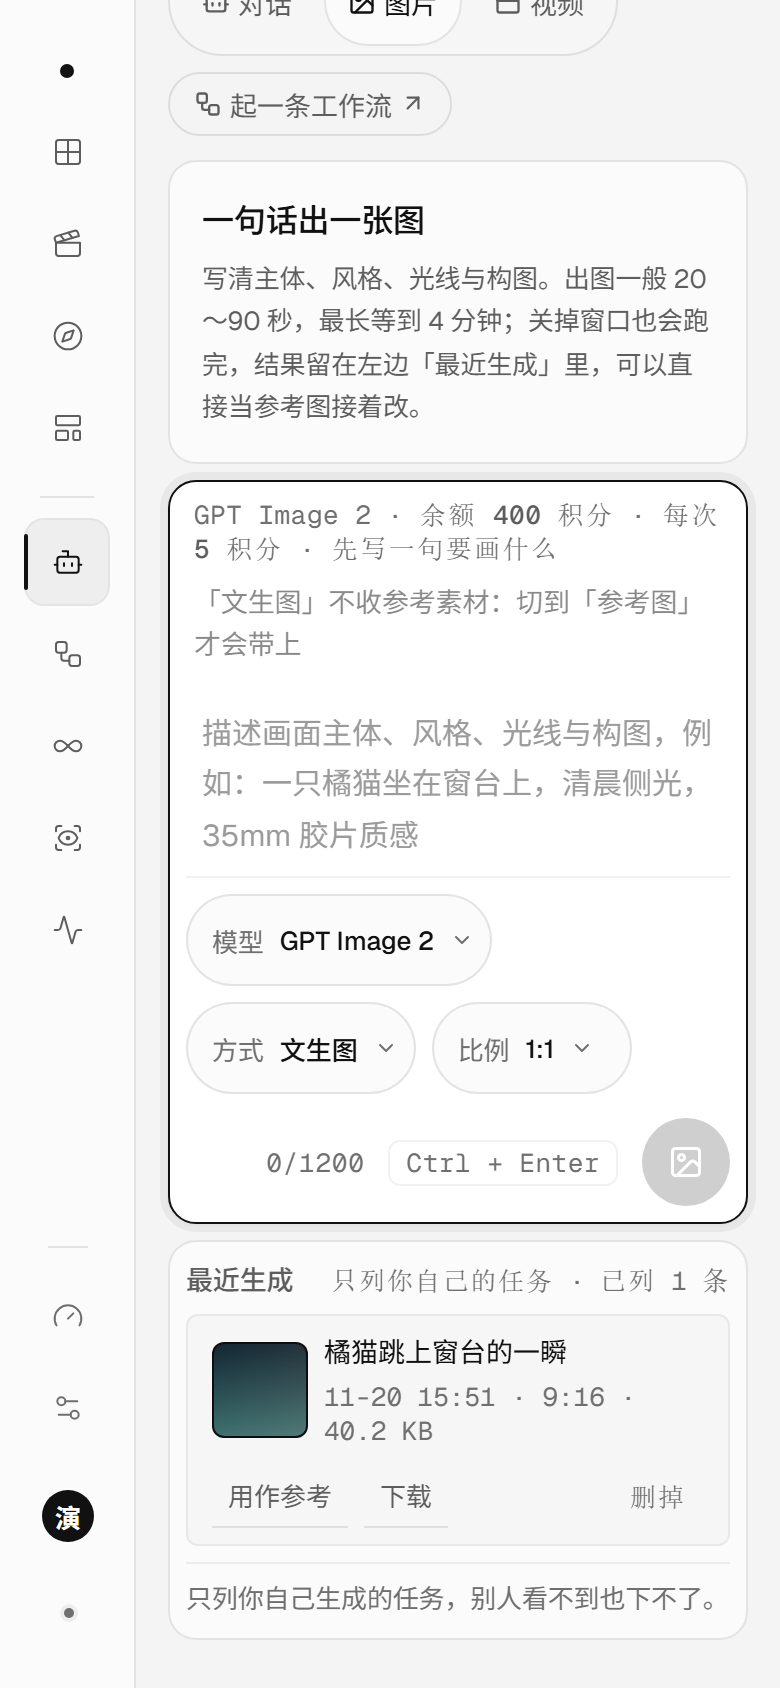 对话 图片 视频
起一条工作流
一句话出一张图
写清主体、风格、光线与构图。出图一般 20
～90 秒，最长等到 4 分钟；关掉窗口也会跑
完，结果留在左边「最近生成」里，可以直
接当参考图接着改。
GPT Image 2 · 余额 400 积分 · 每次
5 积分 · 先写一句要画什么
「文生图」不收参考素材：切到「参考图」
才会带上
描述画面主体、风格、光线与构图，例
如：一只橘猫坐在窗台上，清晨侧光，
35mm 胶片质感
模型 GPT Image 2
方式 文生图 比例 1:1
0/1200 Ctrl + Enter
最近生成 只列你自己的任务 · 已列 1 条
橘猫跳上窗台的一瞬
11-20 15:51 · 9:16 ·
40.2 KB
用作参考 下载 删掉
演
只列你自己生成的任务，别人看不到也下不了。